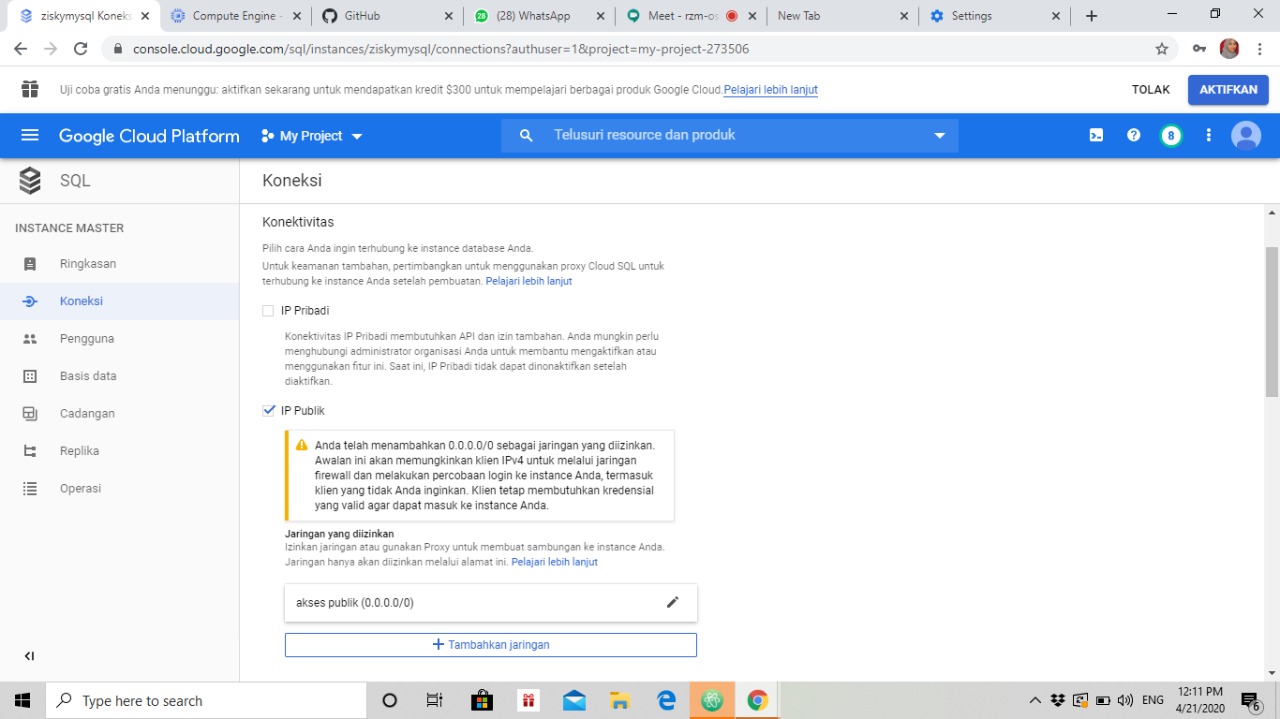 ziskymysql Koneks
Compute Engine -
GitHub
(28) WhatsApp
Meet - rzm-os
New Tab
Settings
console.cloud.google.com/sql/instances/ziskymysql/connections?authuser=1&project=my-project-273506
Uji coba gratis Anda menunggu: aktifkan sekarang untuk mendapatkan kredit $300 untuk mempelajari berbagai produk Google Cloud. Pelajari lebih lanjut
TOLAK
AKTIFKAN
Google Cloud Platform
My Project
Telusuri resource dan produk
8
SQL
Koneksi
INSTANCE MASTER
Ringkasan
Koneksi
Pengguna
Basis data
Cadangan
Replika
Operasi
Konektivitas
Pilih cara Anda ingin terhubung ke instance database Anda.
Untuk keamanan tambahan, pertimbangkan untuk menggunakan proxy Cloud SQL untuk
terhubung ke instance Anda setelah pembuatan. Pelajari lebih lanjut
IP Pribadi
Konektivitas IP Pribadi membutuhkan API dan izin tambahan. Anda mungkin perlu
menghubungi administrator organisasi Anda untuk membantu mengaktifkan atau
menggunakan fitur ini. Saat ini, IP Pribadi tidak dapat dinonaktifkan setelah
diaktifkan.
IP Publik
Anda telah menambahkan 0.0.0.0/0 sebagai jaringan yang diizinkan.
Awalan ini akan memungkinkan klien IPv4 untuk melalui jaringan
firewall dan melakukan percobaan login ke instance Anda, termasuk
klien yang tidak Anda inginkan. Klien tetap membutuhkan kredensial
yang valid agar dapat masuk ke instance Anda.
Jaringan yang diizinkan
Izinkan jaringan atau gunakan Proxy untuk membuat sambungan ke instance Anda.
Jaringan hanya akan diizinkan melalui alamat ini. Pelajari lebih lanjut
akses publik (0.0.0.0/0)
Tambahkan jaringan
Type here to search
ENG
12:11 PM
4/21/2020
6